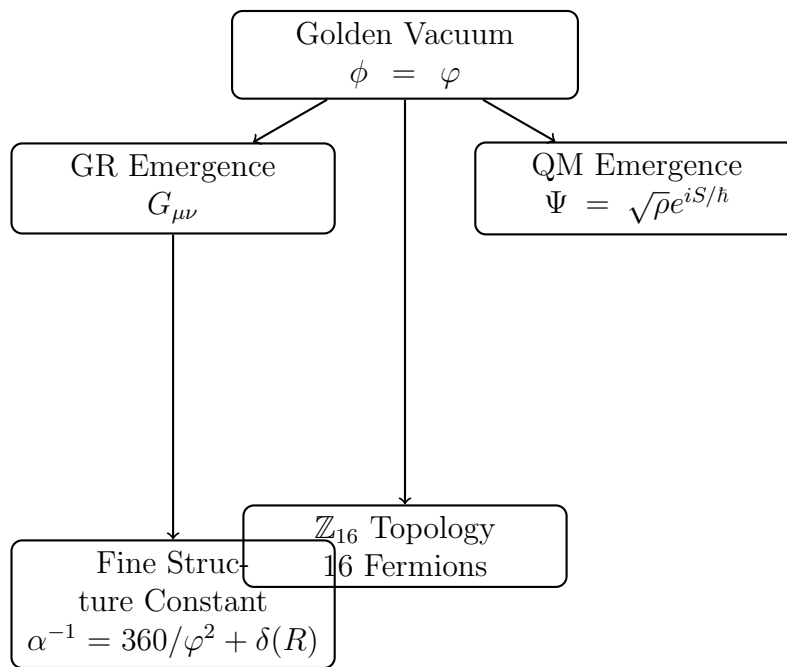 Golden Vacuum
ϕ = φ
GR Emergence
G_{μν}
QM Emergence
Ψ = √ρe^{iS/ħ}
ℤ₁₆ Topology
16 Fermions
Fine Struc-
ture Constant
α⁻¹ = 360/φ² + δ(R)